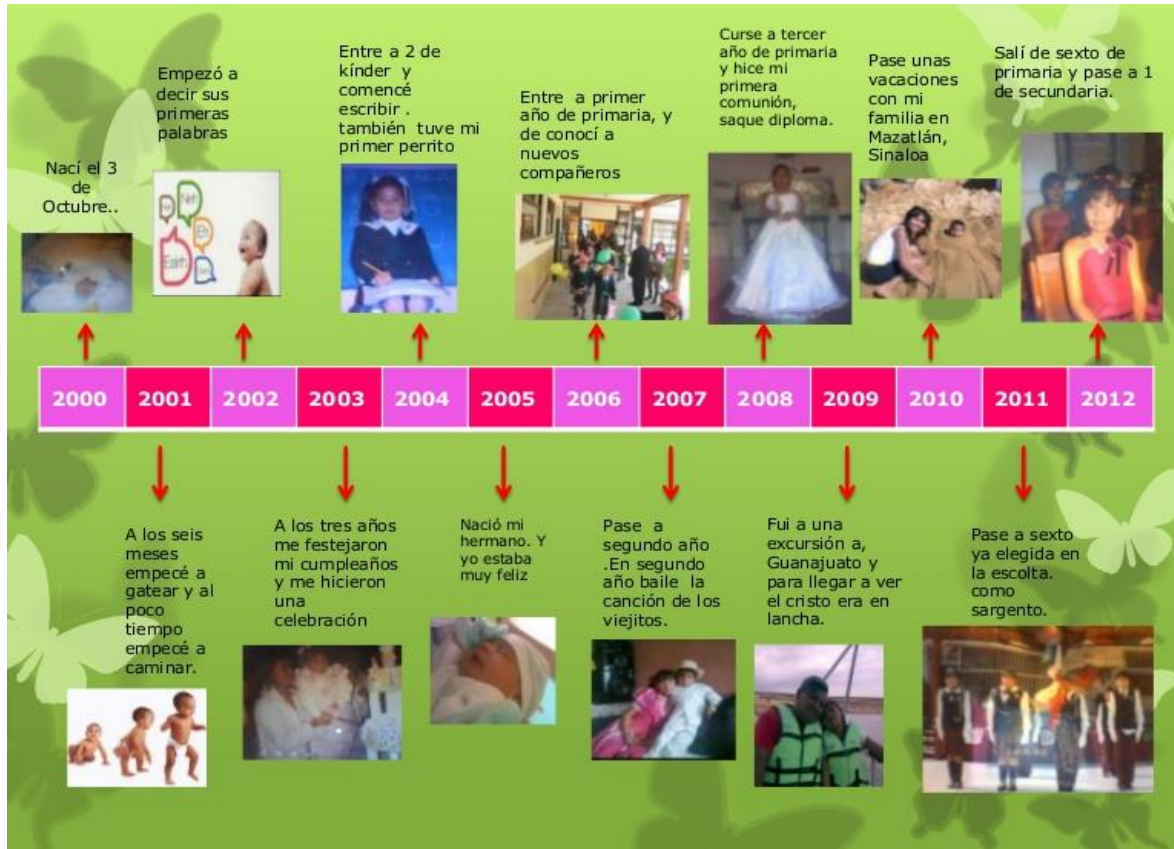 Nací el 3
de
Octubre..
Empezó a
decir sus
primeras
palabras
Entre a 2 de
kínder y
comencé
escribir .
también tuve mi
primer perrito
Entre a primer
año de primaria, y
de conocí a
nuevos
compañeros
Curse a tercer
año de primaria
y hice mi
primera
comunión,
saque diploma.
Pase unas
vacaciones
con mi
familia en
Mazatlán,
Sinaloa
Salí de sexto de
primaria y pase a 1
de secundaria.
2000 2001 2002 2003 2004 2005 2006 2007 2008 2009 2010 2011 2012
A los seis
meses
empecé a
gatear y al
poco
tiempo
empecé a
caminar.
A los tres años
me festejaron
mi cumpleaños
y me hicieron
una
celebración
Nació mi
hermano. Y
yo estaba
muy feliz
Pase a
segundo año
.En segundo
año baile la
canción de los
viejitos.
Fui a una
excursión a,
Guanajuato y
para llegar a ver
el cristo era en
lancha.
Pase a sexto
ya elegida en
la escolta.
como
sargento.